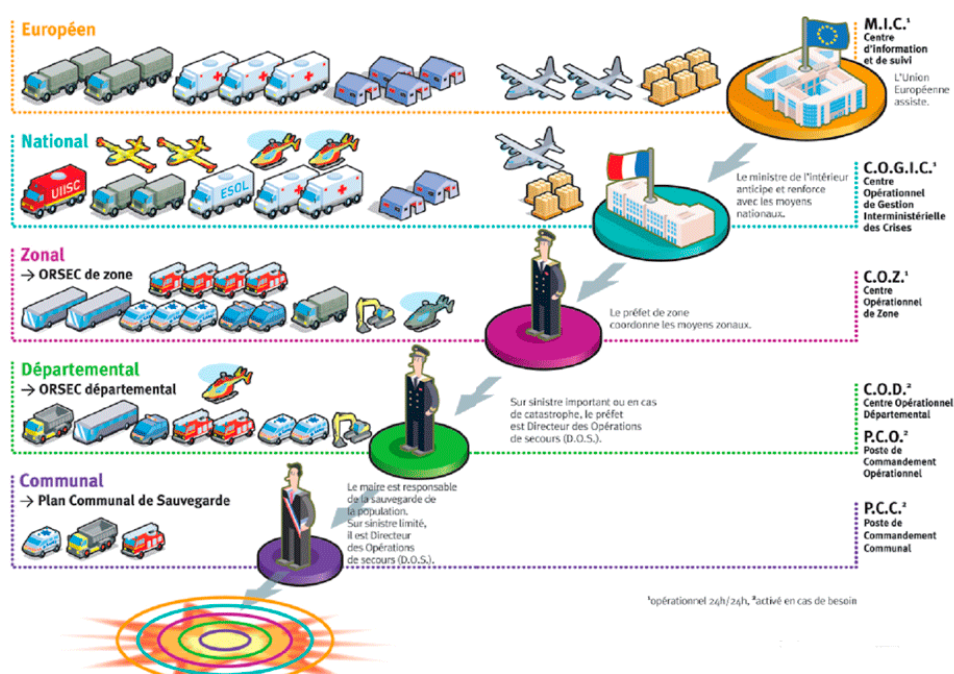 Européen
M.I.C.¹
Centre
d'information
et de suivi
L'Union
Européenne
assiste.
National
UIISC
ESOL
Le ministre de l'intérieur
anticipe et renforce
avec les moyens
nationaux.
C.O.G.I.C.¹
Centre
Opérationnel
de Gestion
Interministérielle
des Crises
Zonal
→ ORSEC de zone
Le préfet de zone
coordonne les moyens zonaux.
C.O.Z.¹
Centre
Opérationnel
de Zone
Départemental
→ ORSEC départemental
Sur sinistre important ou en cas
de catastrophe, le préfet
est Directeur des Opérations
de secours (D.O.S.).
C.O.D.²
Centre Opérationnel
Départemental
P.C.O.²
Poste de
Commandement
Opérationnel
Communal
→ Plan Communal de Sauvegarde
Le maire est responsable
de la sauvegarde de
la population.
Sur sinistre limité,
il est Directeur
des Opérations
de secours (D.O.S.).
P.C.C.²
Poste de
Commandement
Communal
¹opérationnel 24h/24, ²activé en cas de besoin